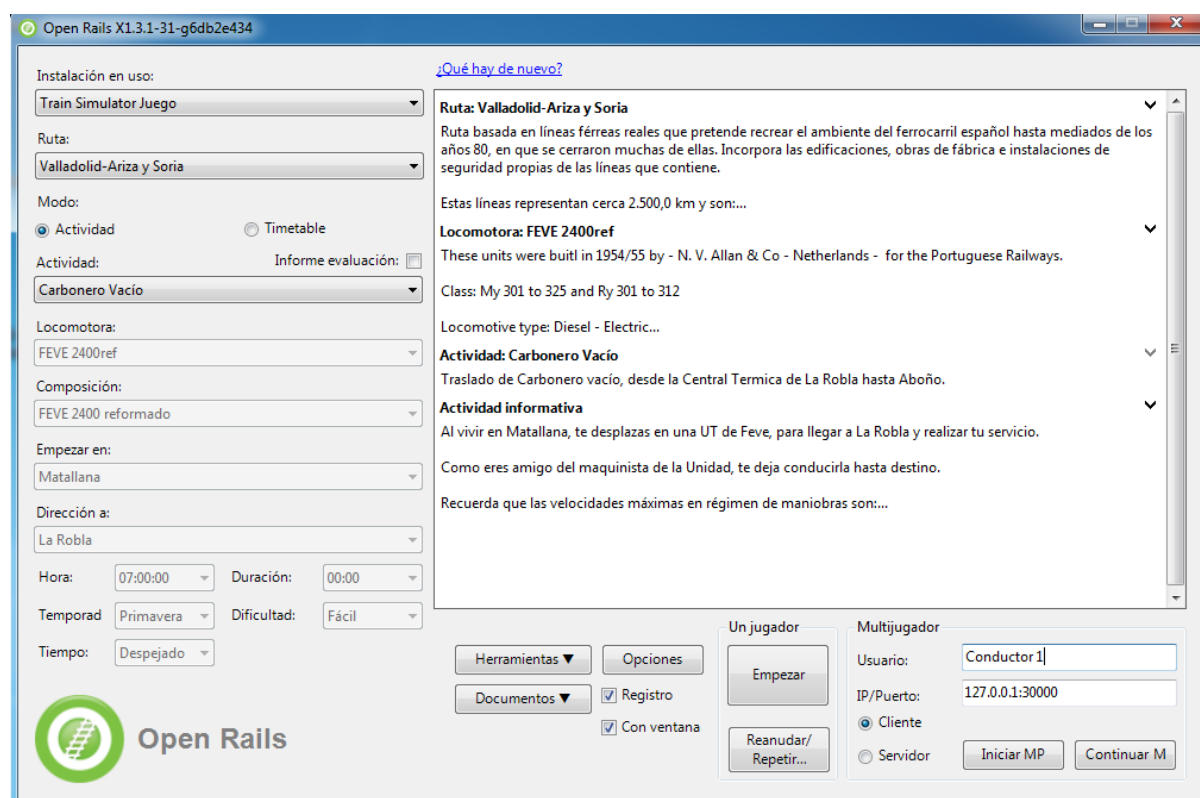 Open Rails X1.3.1-31-g6db2e434
Instalación en uso:
Train Simulator Juego
Ruta:
Valladolid-Ariza y Soria
Modo:
Actividad
Timetable
Actividad:
Informe evaluación:
Carbonero Vacío
Locomotora:
FEVE 2400ref
Composición:
FEVE 2400 reformado
Empezar en:
Matallana
Dirección a:
La Robla
Hora:
07:00:00
Duración:
00:00
Temporad
Primavera
Dificultad:
Fácil
Tiempo:
Despejado
Open Rails
¿Qué hay de nuevo?
Ruta: Valladolid-Ariza y Soria
Ruta basada en líneas férreas reales que pretende recrear el ambiente del ferrocarril español hasta mediados de los
años 80, en que se cerraron muchas de ellas. Incorpora las edificaciones, obras de fábrica e instalaciones de
seguridad propias de las líneas que contiene.
Estas líneas representan cerca 2.500,0 km y son:...
Locomotora: FEVE 2400ref
These units were buitl in 1954/55 by - N. V. Allan & Co - Netherlands - for the Portuguese Railways.
Class: My 301 to 325 and Ry 301 to 312
Locomotive type: Diesel - Electric...
Actividad: Carbonero Vacío
Traslado de Carbonero vacío, desde la Central Termica de La Robla hasta Aboño.
Actividad informativa
Al vivir en Matallana, te desplazas en una UT de Feve, para llegar a La Robla y realizar tu servicio.
Como eres amigo del maquinista de la Unidad, te deja conducirla hasta destino.
Recuerda que las velocidades máximas en régimen de maniobras son:...
Herramientas ▼
Opciones
Documentos ▼
Registro
Con ventana
Un jugador
Empezar
Reanudar/
Repetir...
Multijugador
Usuario:
Conductor 1
IP/Puerto:
127.0.0.1:30000
Cliente
Servidor
Iniciar MP
Continuar M